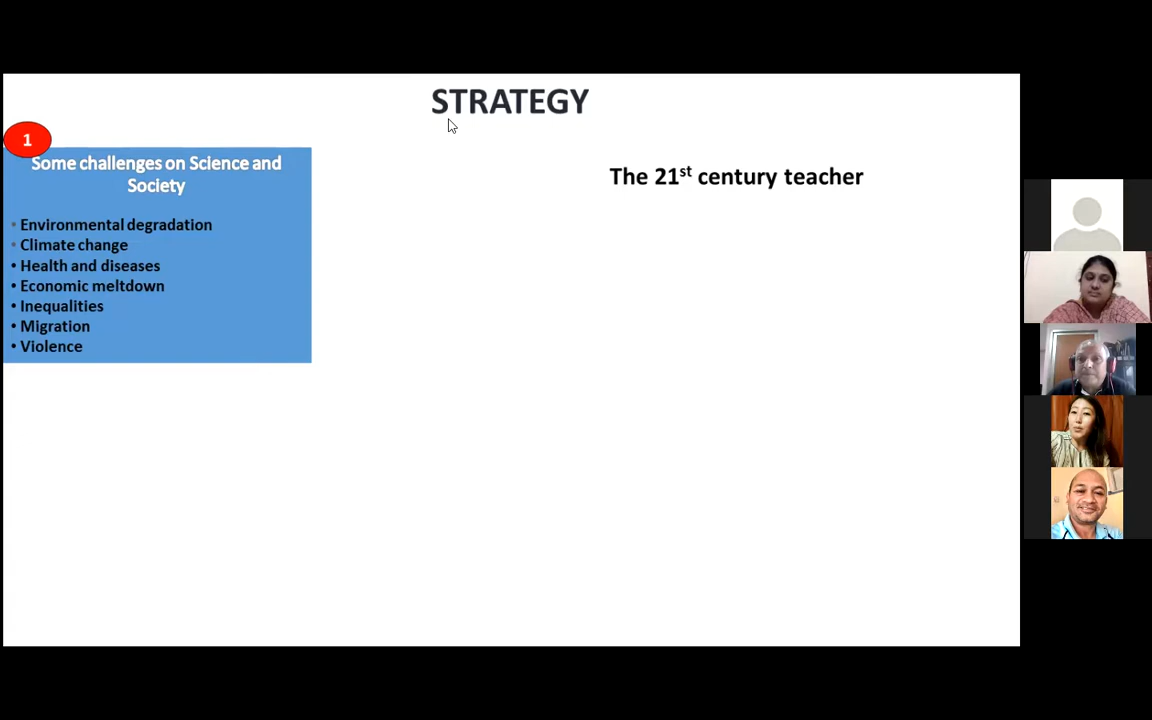 STRATEGY
1
Some challenges on Science and
Society
The 21st century teacher
• Environmental degradation
• Climate change
• Health and diseases
• Economic meltdown
• Inequalities
• Migration
• Violence